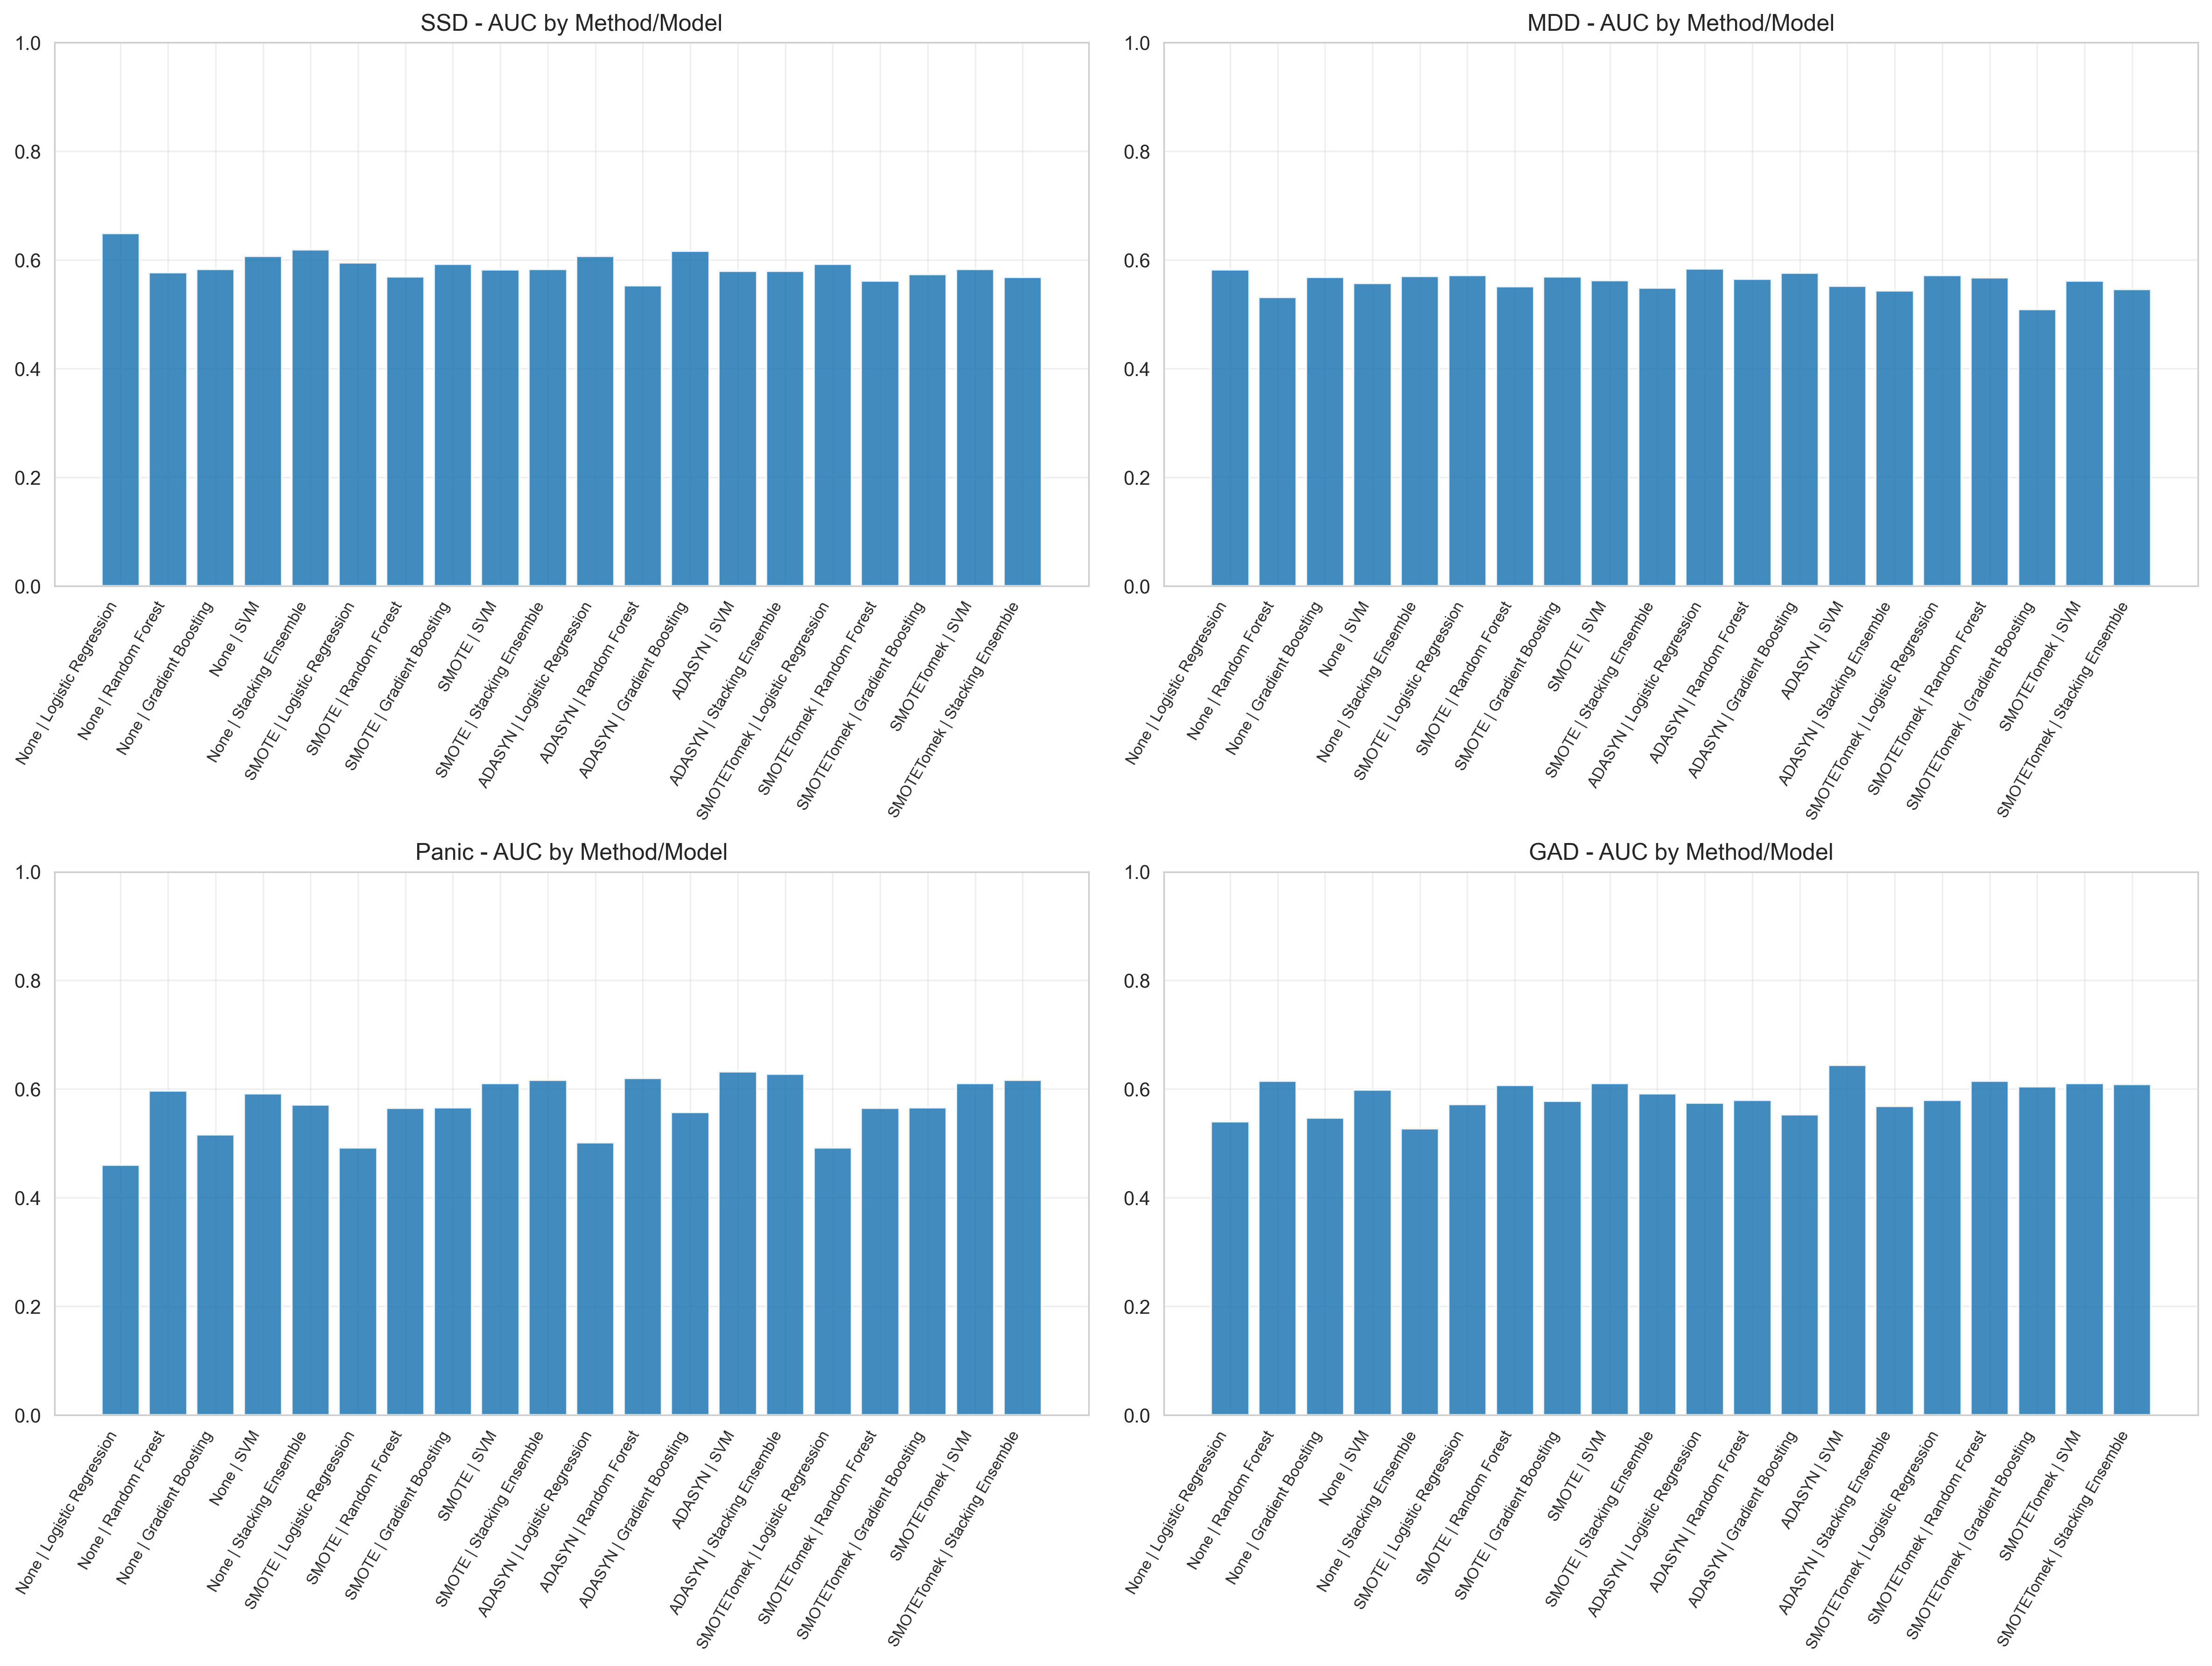 SSD - AUC by Method/Model
1.0
0.8
0.6
0.4
0.2
0.0
None | Logistic Regression
None | Random Forest
None | Gradient Boosting
None | SVM
None | Stacking Ensemble
SMOTE | Logistic Regression
SMOTE | Random Forest
SMOTE | Gradient Boosting
SMOTE | SVM
SMOTE | Stacking Ensemble
ADASYN | Logistic Regression
ADASYN | Random Forest
ADASYN | Gradient Boosting
ADASYN | SVM
ADASYN | Stacking Ensemble
SMOTETomek | Logistic Regression
SMOTETomek | Random Forest
SMOTETomek | Gradient Boosting
SMOTETomek | SVM
SMOTETomek | Stacking Ensemble
MDD - AUC by Method/Model
1.0
0.8
0.6
0.4
0.2
0.0
None | Logistic Regression
None | Random Forest
None | Gradient Boosting
None | SVM
None | Stacking Ensemble
SMOTE | Logistic Regression
SMOTE | Random Forest
SMOTE | Gradient Boosting
SMOTE | SVM
SMOTE | Stacking Ensemble
ADASYN | Logistic Regression
ADASYN | Random Forest
ADASYN | Gradient Boosting
ADASYN | SVM
ADASYN | Stacking Ensemble
SMOTETomek | Logistic Regression
SMOTETomek | Random Forest
SMOTETomek | Gradient Boosting
SMOTETomek | SVM
SMOTETomek | Stacking Ensemble
Panic - AUC by Method/Model
1.0
0.8
0.6
0.4
0.2
0.0
None | Logistic Regression
None | Random Forest
None | Gradient Boosting
None | SVM
None | Stacking Ensemble
SMOTE | Logistic Regression
SMOTE | Random Forest
SMOTE | Gradient Boosting
SMOTE | SVM
SMOTE | Stacking Ensemble
ADASYN | Logistic Regression
ADASYN | Random Forest
ADASYN | Gradient Boosting
ADASYN | SVM
ADASYN | Stacking Ensemble
SMOTETomek | Logistic Regression
SMOTETomek | Random Forest
SMOTETomek | Gradient Boosting
SMOTETomek | SVM
SMOTETomek | Stacking Ensemble
GAD - AUC by Method/Model
1.0
0.8
0.6
0.4
0.2
0.0
None | Logistic Regression
None | Random Forest
None | Gradient Boosting
None | SVM
None | Stacking Ensemble
SMOTE | Logistic Regression
SMOTE | Random Forest
SMOTE | Gradient Boosting
SMOTE | SVM
SMOTE | Stacking Ensemble
ADASYN | Logistic Regression
ADASYN | Random Forest
ADASYN | Gradient Boosting
ADASYN | SVM
ADASYN | Stacking Ensemble
SMOTETomek | Logistic Regression
SMOTETomek | Random Forest
SMOTETomek | Gradient Boosting
SMOTETomek | SVM
SMOTETomek | Stacking Ensemble